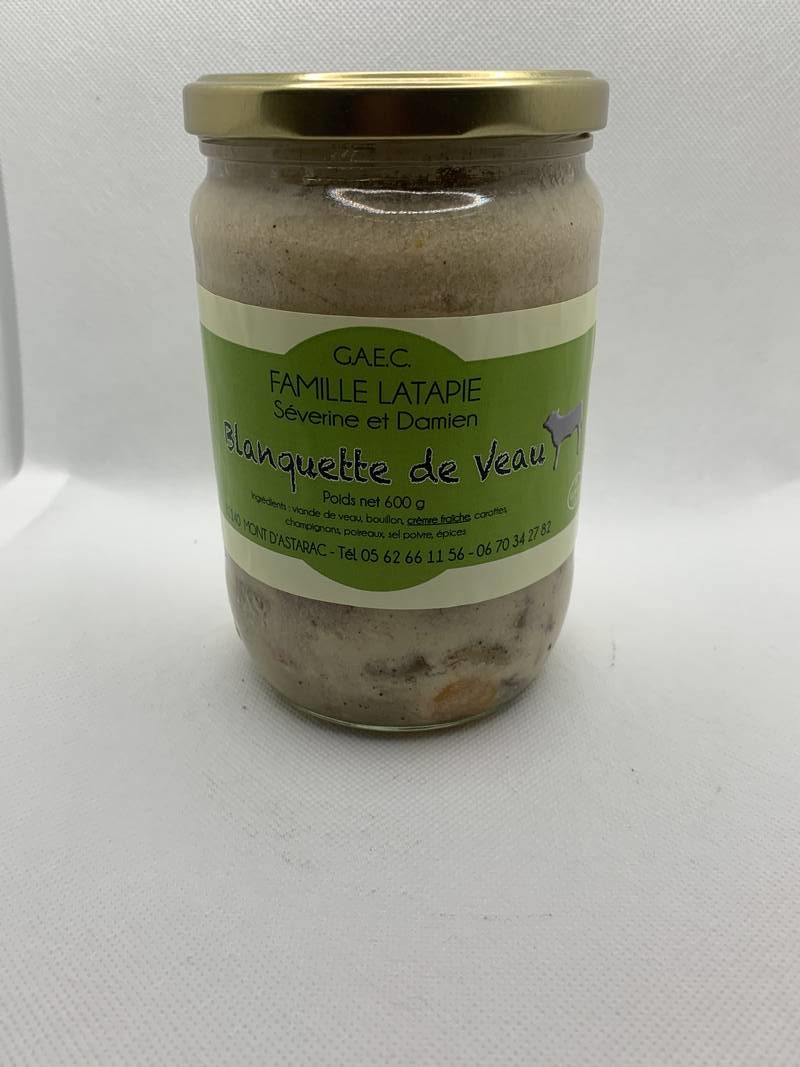 G.A.E.C.
FAMILLE LATAPIE
Séverine et Damien
Blanquette de Veau
Poids net 600 g
Ingrédients : viande de veau, bouillon, crèmre fraîche, carottes,
champignons, poireaux, sel poivre, épices
MONT D'ASTARAC - Tél 05 62 66 11 56 - 06 70 34 27 82